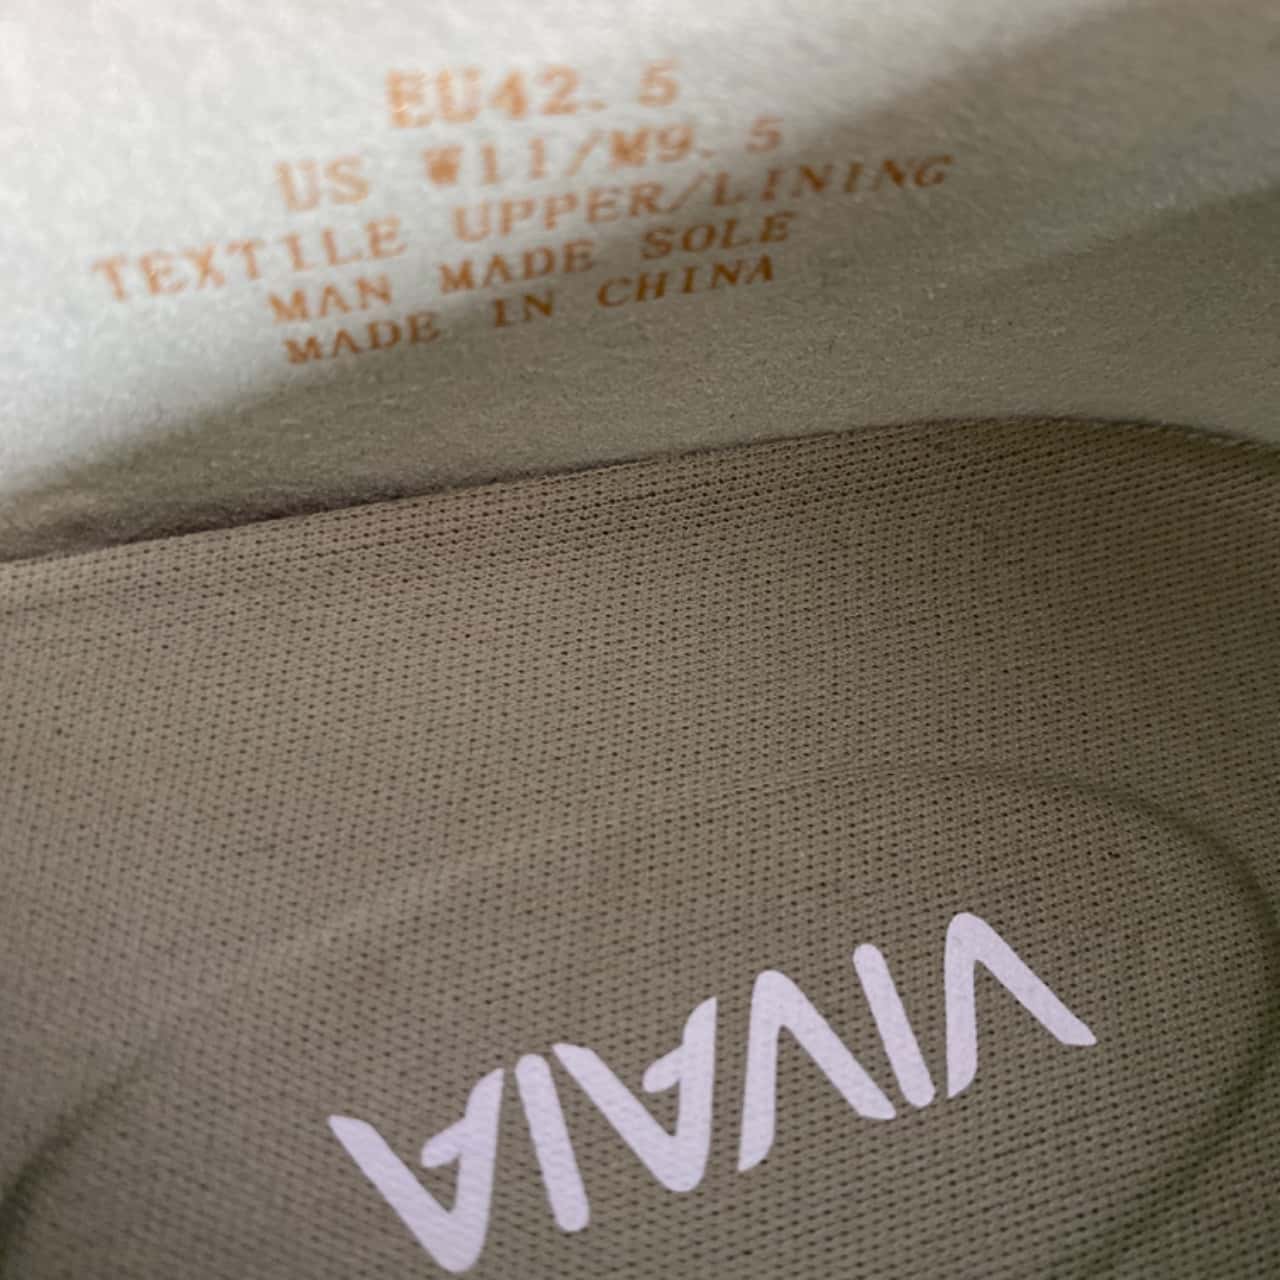 EU42.5
US W11/M9.5
TEXTILE UPPER/LINING
MAN MADE SOLE
MADE IN CHINA
VIVAIA